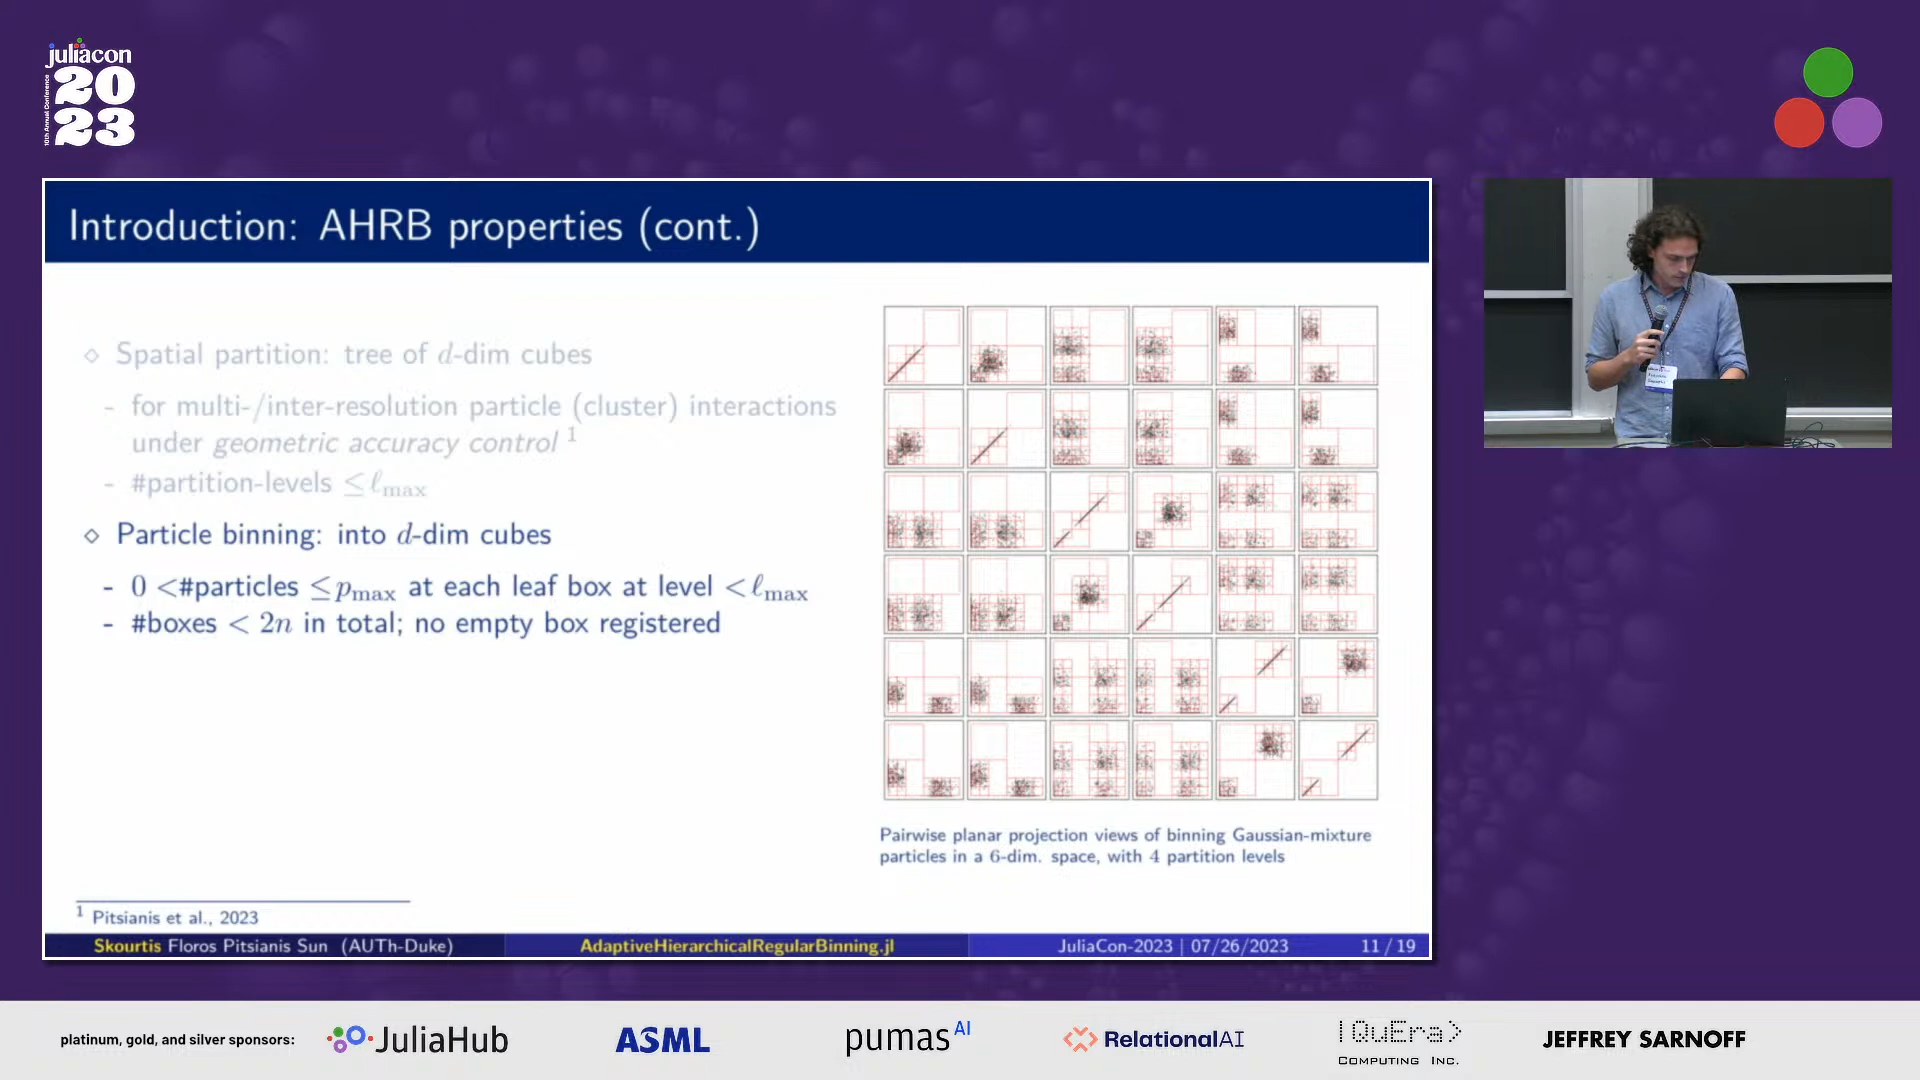 juliacon
10th Annual Conference
20
23
Introduction: AHRB properties (cont.)
◇ Spatial partition: tree of d-dim cubes
- for multi-/inter-resolution particle (cluster) interactions
under geometric accuracy control ¹
- #partition-levels ≤ℓmax
◇ Particle binning: into d-dim cubes
- 0 <#particles ≤pmax at each leaf box at level <ℓmax
- #boxes < 2n in total; no empty box registered
Pairwise planar projection views of binning Gaussian-mixture
particles in a 6-dim. space, with 4 partition levels
¹ Pitsianis et al., 2023
Skourtis Floros Pitsianis Sun (AUTh-Duke) AdaptiveHierarchicalRegularBinning.jl JuliaCon-2023 | 07/26/2023 11 / 19
platinum, gold, and silver sponsors: JuliaHub ASML pumas AI RelationalAI |QuEra> COMPUTING INC. JEFFREY SARNOFF